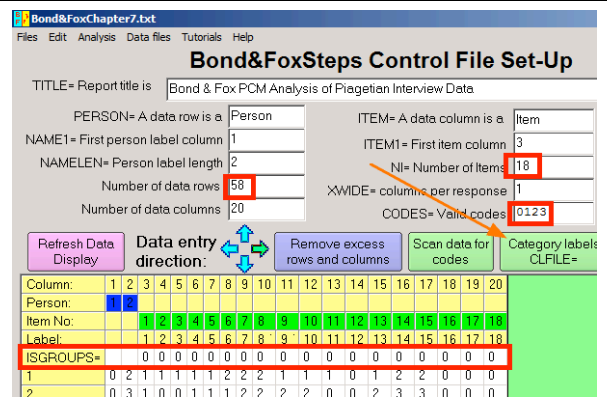 Bond&FoxChapter7.txt
Files Edit Analysis Data files Tutorials Help
Bond&FoxSteps Control File Set-Up
TITLE= Report title is Bond & Fox PCM Analysis of Piagetian Interview Data
PERSON= A data row is a Person ITEM= A data column is a Item
NAME1= First person label column 1 ITEM1= First item column 3
NAMELEN= Person label length 2 NI= Number of Items 18
Number of data rows 58 XWIDE= columns per response 1
Number of data columns 20 CODES= Valid codes 0123
Refresh Data Display Data entry direction: Remove excess rows and columns Scan data for codes Category labels CLFILE=
Column: 1 2 3 4 5 6 7 8 9 10 11 12 13 14 15 16 17 18 19 20
Person: 1 2
Item No: 1 2 3 4 5 6 7 8 9 10 11 12 13 14 15 16 17 18
Label: 1 2 3 4 5 6 7 8 9 10 11 12 13 14 15 16 17 18
ISGROUPS= 0 0 0 0 0 0 0 0 0 0 0 0 0 0 0 0 0 0
1 0 2 1 1 1 1 1 2 2 2 1 1 1 0 1 2 2 0 0 0
2 0 3 1 0 0 1 1 1 2 2 2 2 0 0 2 3 3 0 0 0